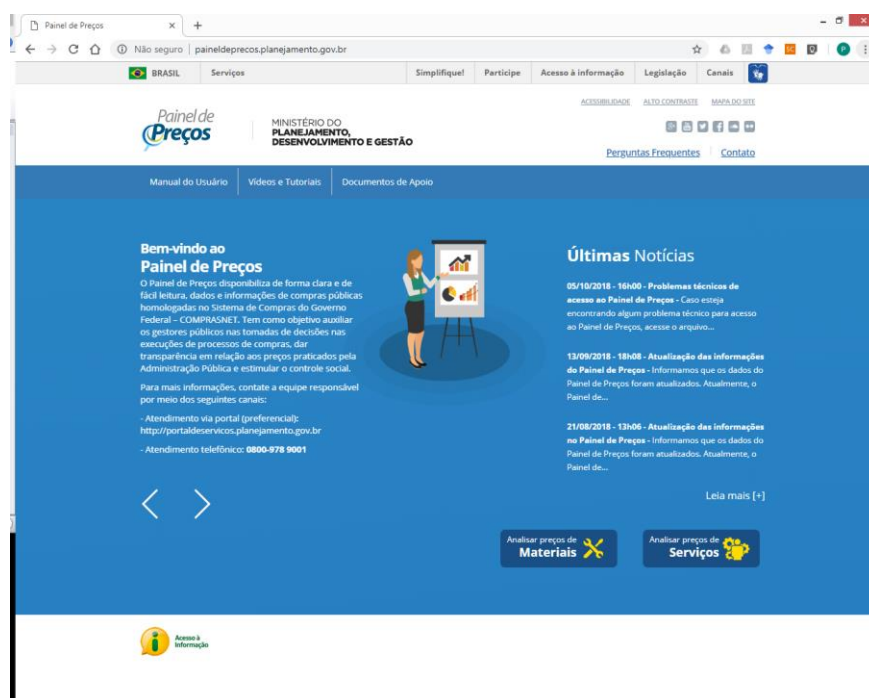 Painel de Preços
Não seguro | paineldeprecos.planejamento.gov.br
BRASIL Serviços Simplifique! Participe Acesso à informação Legislação Canais
ACESSIBILIDADE ALTO CONTRASTE MAPA DO SITE
Painel de
Preços
MINISTÉRIO DO
PLANEJAMENTO,
DESENVOLVIMENTO E GESTÃO
Perguntas Frequentes Contato
Manual do Usuário Vídeos e Tutoriais Documentos de Apoio
Bem-vindo ao
Painel de Preços
O Painel de Preços disponibiliza de forma clara e de
fácil leitura, dados e informações de compras públicas
homologadas no Sistema de Compras do Governo
Federal – COMPRASNET. Tem como objetivo auxiliar
os gestores públicos nas tomadas de decisões nas
execuções de processos de compras, dar
transparência em relação aos preços praticados pela
Administração Pública e estimular o controle social.
Para mais informações, contate a equipe responsável
por meio dos seguintes canais:
- Atendimento via portal (preferencial):
http://portaldeservicos.planejamento.gov.br
- Atendimento telefônico: 0800-978 9001
Últimas Notícias
05/10/2018 - 16h00 - Problemas técnicos de
acesso ao Painel de Preços - Caso esteja
encontrando algum problema técnico para acesso
ao Painel de Preços, acesse o arquivo...
13/09/2018 - 18h08 - Atualização das informações
do Painel de Preços - Informamos que os dados do
Painel de Preços foram atualizados. Atualmente, o
Painel de...
21/08/2018 - 13h06 - Atualização das informações
no Painel de Preços - Informamos que os dados do
Painel de Preços foram atualizados. Atualmente, o
Painel de...
Leia mais [+]
Analisar preços de
Materiais
Analisar preços de
Serviços
Acesso à
Informação